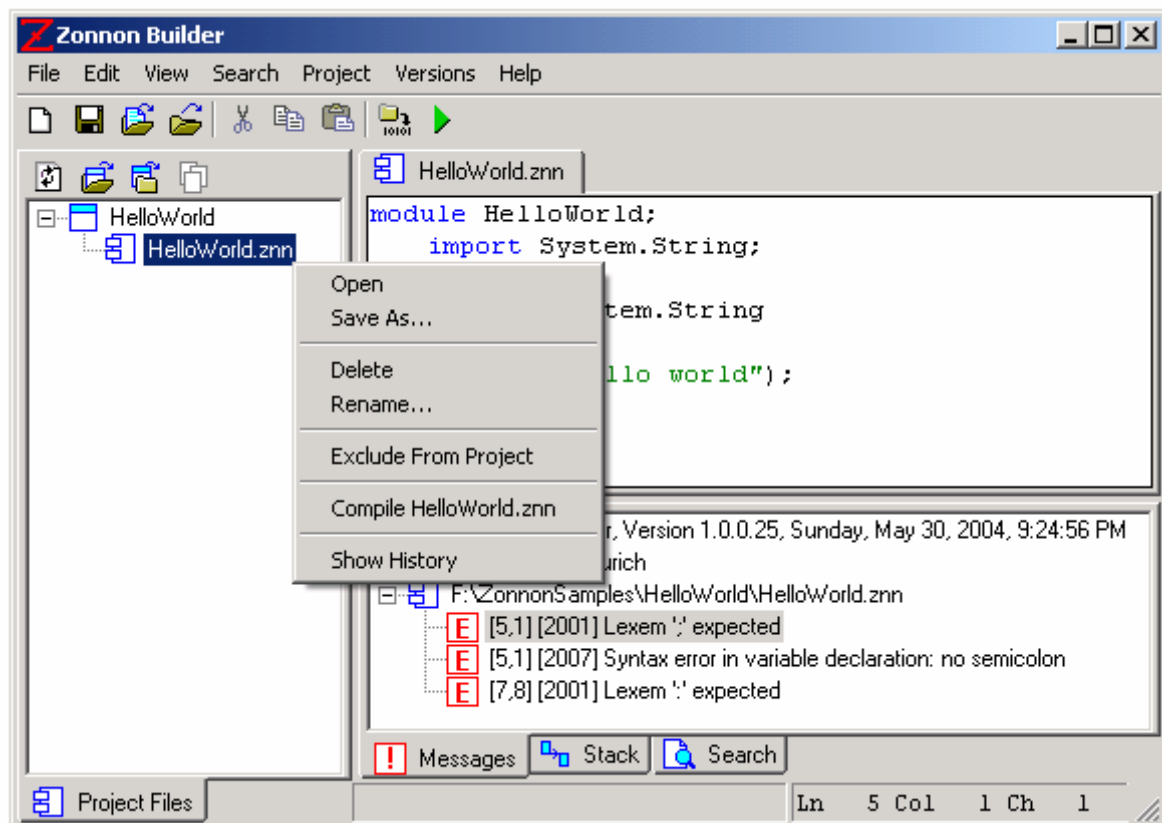 Zonnon Builder
File Edit View Search Project Versions Help
HelloWorld
HelloWorld.znn
Open
Save As...
Delete
Rename...
Exclude From Project
Compile HelloWorld.znn
Show History
Project Files
HelloWorld.znn
module HelloWorld;
import System.String;
tem.String
llo world");
r, Version 1.0.0.25, Sunday, May 30, 2004, 9:24:56 PM
urich
F:\ZonnonSamples\HelloWorld\HelloWorld.znn
E [5,1] [2001] Lexem ';' expected
E [5,1] [2007] Syntax error in variable declaration: no semicolon
E [7,8] [2001] Lexem ':' expected
Messages Stack Search
Ln 5 Col 1 Ch 1